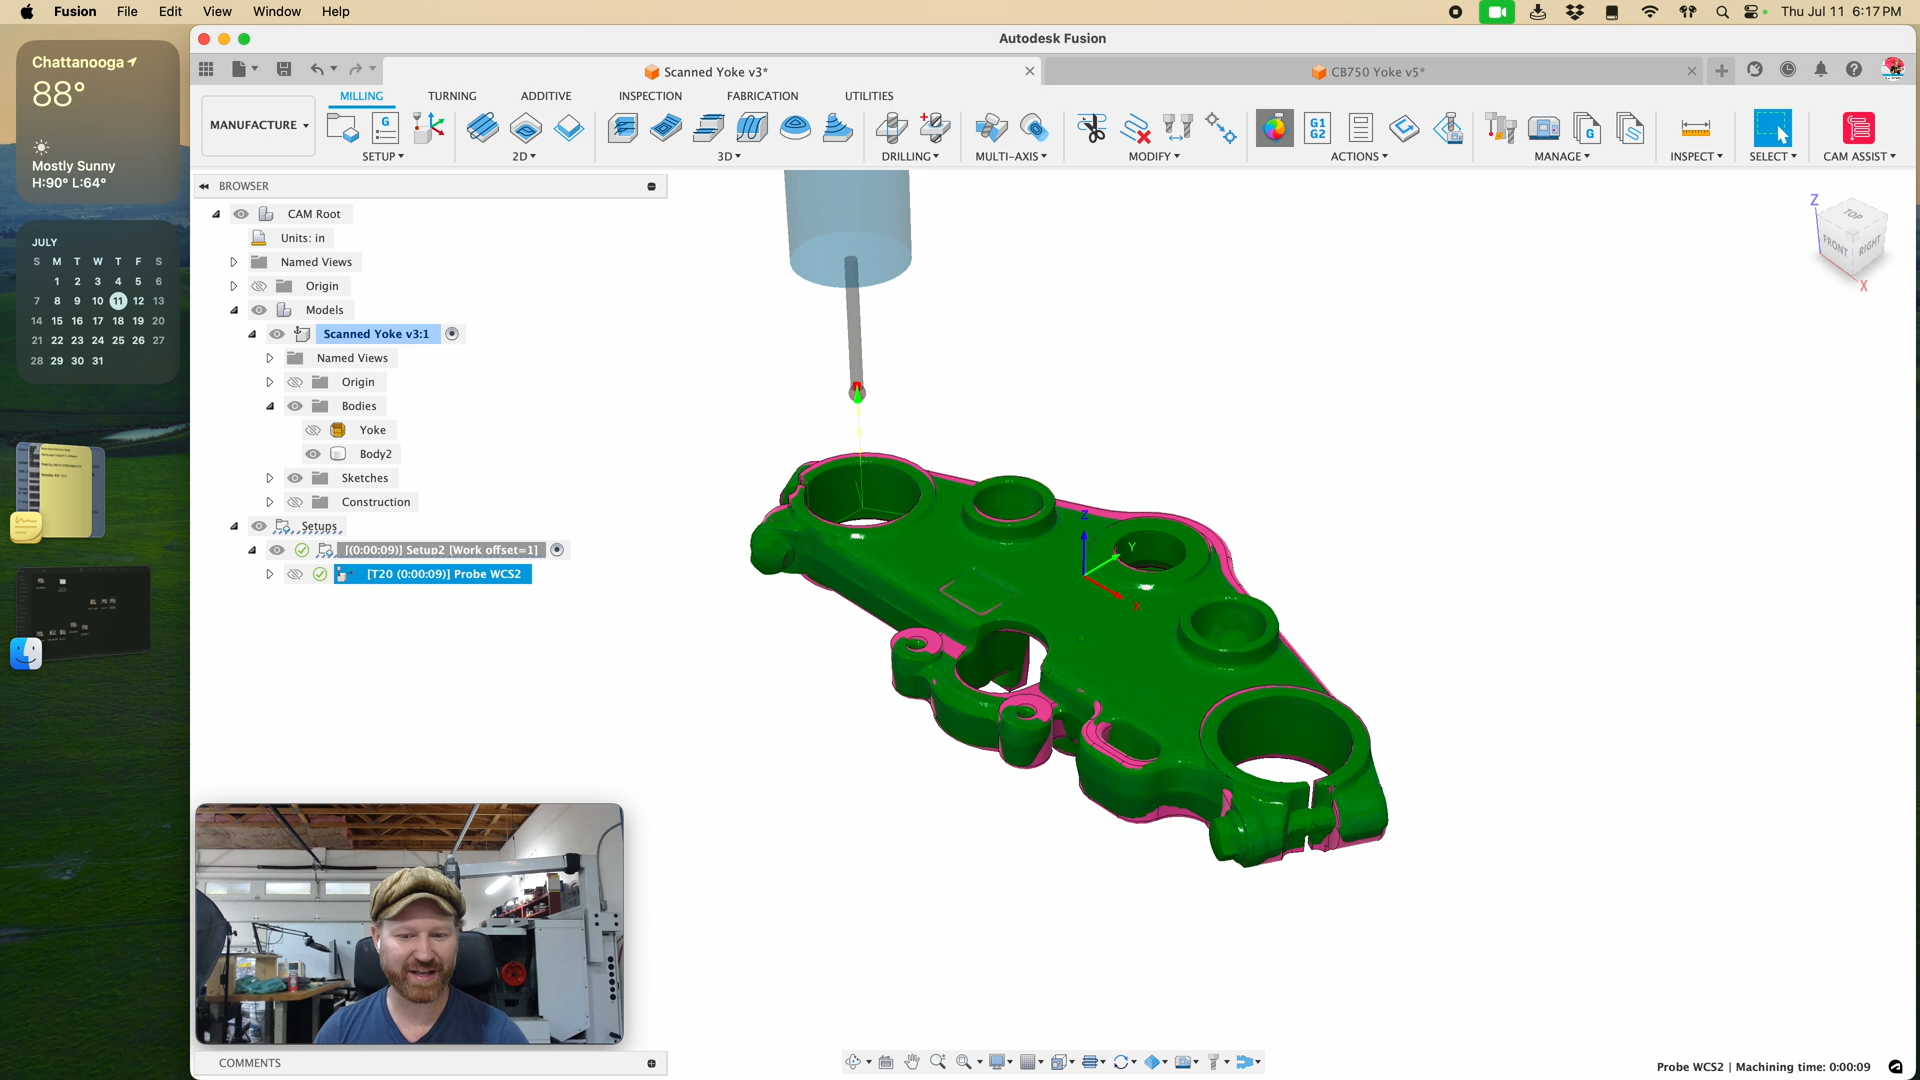 Fusion File Edit View Window Help
Thu Jul 11 6:17 PM
Autodesk Fusion
Scanned Yoke v3*
CB750 Yoke v5*
Chattanooga
88°
Mostly Sunny
H:90° L:64°
JULY
S M T W T F S
1 2 3 4 5 6
7 8 9 10 11 12 13
14 15 16 17 18 19 20
21 22 23 24 25 26 27
28 29 30 31
MANUFACTURE
MILLING TURNING ADDITIVE INSPECTION FABRICATION UTILITIES
G
G1
G2
G
SETUP 2D 3D DRILLING MULTI-AXIS MODIFY ACTIONS MANAGE INSPECT SELECT CAM ASSIST
BROWSER
CAM Root
Units: in
Named Views
Origin
Models
Scanned Yoke v3:1
Named Views
Origin
Bodies
Yoke
Body2
Sketches
Construction
Setups
[(0:00:09)] Setup2 [Work offset=1]
[T20 (0:00:09)] Probe WCS2
Z
TOP
FRONT
RIGHT
X
Z
Y
X
COMMENTS
Probe WCS2 | Machining time: 0:00:09